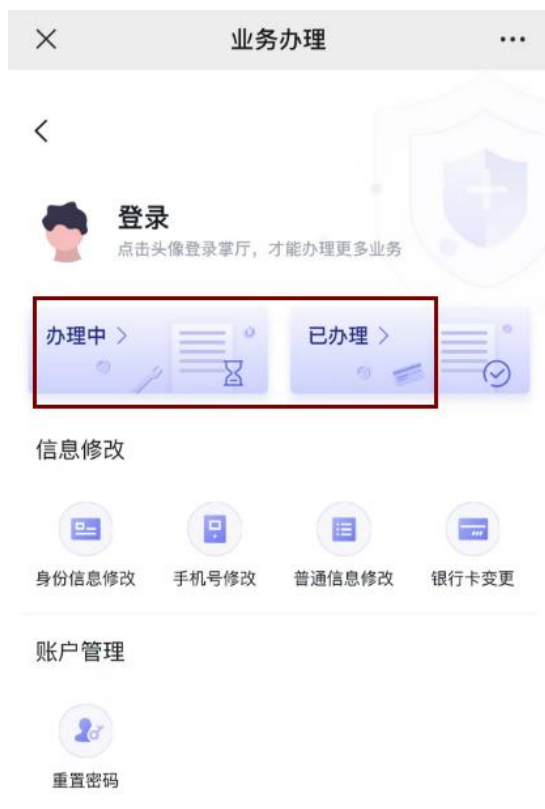 业务办理
登录
点击头像登录掌厅，才能办理更多业务
办理中
已办理
信息修改
身份信息修改
手机号修改
普通信息修改
银行卡变更
账户管理
重置密码